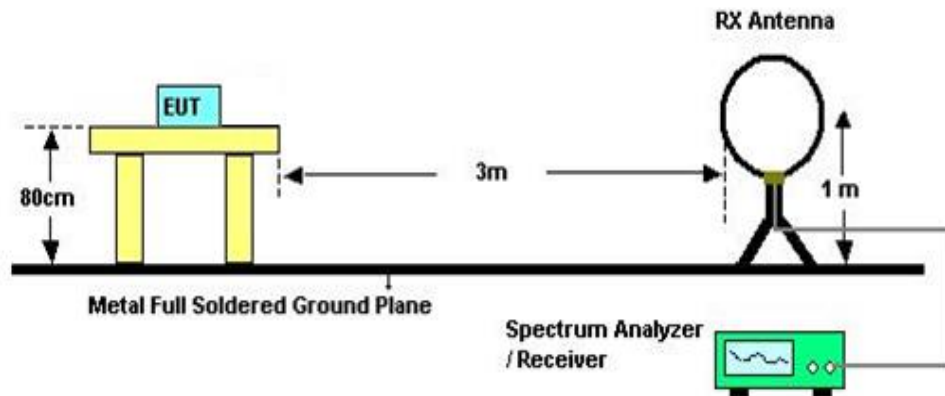 RX Antenna
EUT
80cm
3m
1 m
Metal Full Soldered Ground Plane
Spectrum Analyzer
/ Receiver